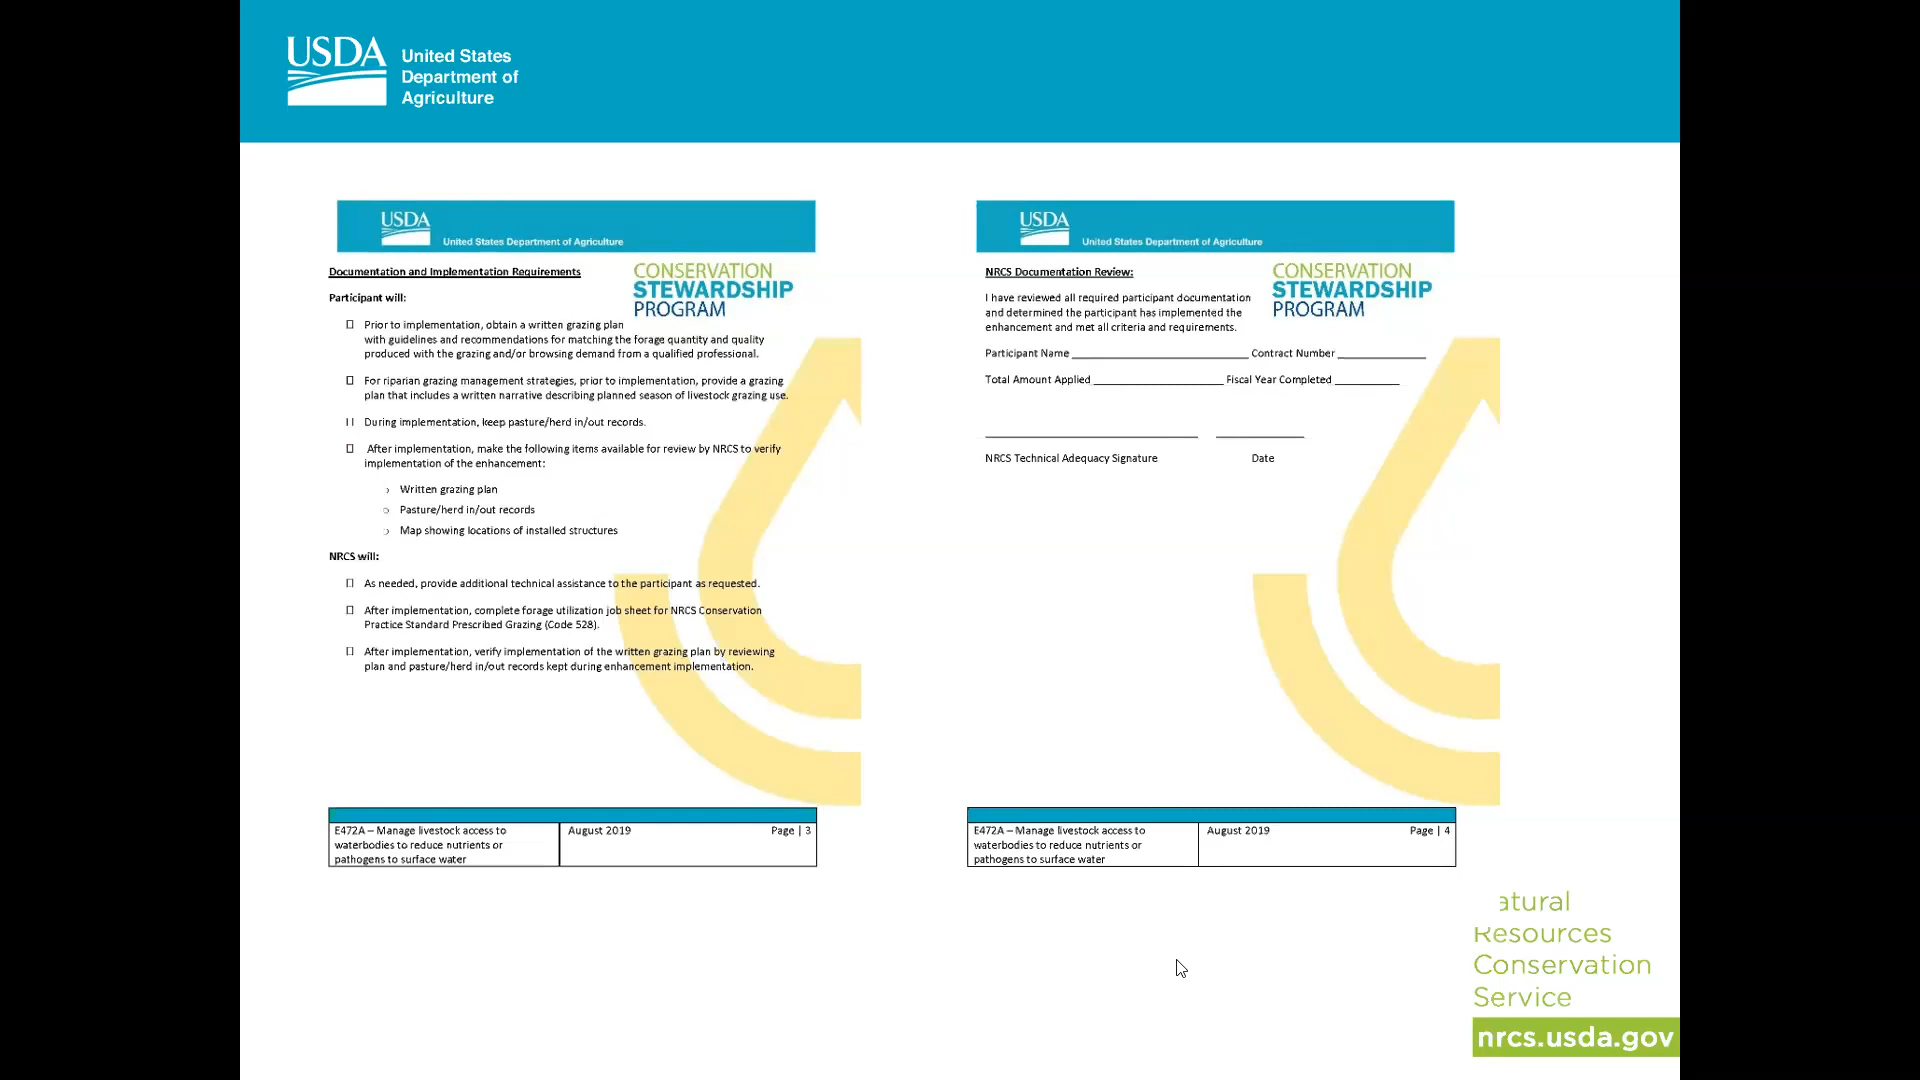 USDA
United States
Department of
Agriculture
USDA
United States Department of Agriculture
Documentation and Implementation Requirements
CONSERVATION
STEWARDSHIP
PROGRAM
Participant will:
Prior to implementation, obtain a written grazing plan
with guidelines and recommendations for matching the forage quantity and quality
produced with the grazing and/or browsing demand from a qualified professional.
For riparian grazing management strategies, prior to implementation, provide a grazing
plan that includes a written narrative describing planned season of livestock grazing use.
During implementation, keep pasture/herd in/out records.
After implementation, make the following items available for review by NRCS to verify
implementation of the enhancement:
Written grazing plan
Pasture/herd in/out records
Map showing locations of installed structures
NRCS will:
As needed, provide additional technical assistance to the participant as requested.
After implementation, complete forage utilization job sheet for NRCS Conservation
Practice Standard Prescribed Grazing (Code 528).
After implementation, verify implementation of the written grazing plan by reviewing
plan and pasture/herd in/out records kept during enhancement implementation.
E472A – Manage livestock access to
waterbodies to reduce nutrients or
pathogens to surface water
August 2019
Page | 3
USDA
United States Department of Agriculture
NRCS Documentation Review:
CONSERVATION
STEWARDSHIP
PROGRAM
I have reviewed all required participant documentation
and determined the participant has implemented the
enhancement and met all criteria and requirements.
Participant Name ____________________ Contract Number __________
Total Amount Applied ____________________ Fiscal Year Completed __________
NRCS Technical Adequacy Signature Date
E472A – Manage livestock access to
waterbodies to reduce nutrients or
pathogens to surface water
August 2019
Page | 4
atural
Resources
Conservation
Service
nrcs.usda.gov